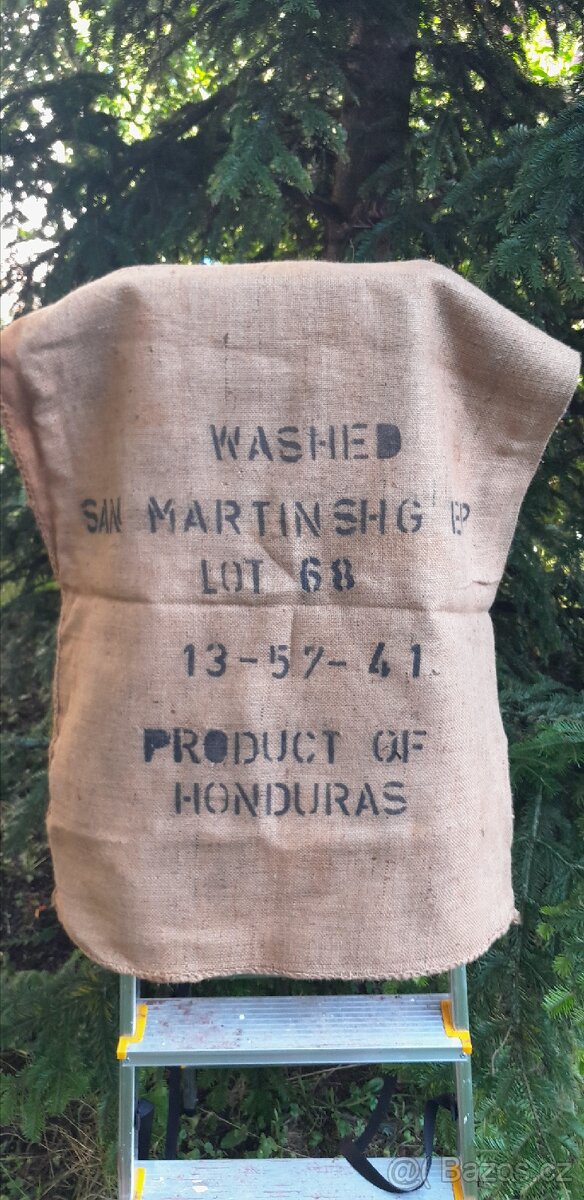 WASHED
SAN MARTIN SHG EP
LOT 68
13-57-41
PRODUCT OF
HONDURAS
@ Bazos.cz